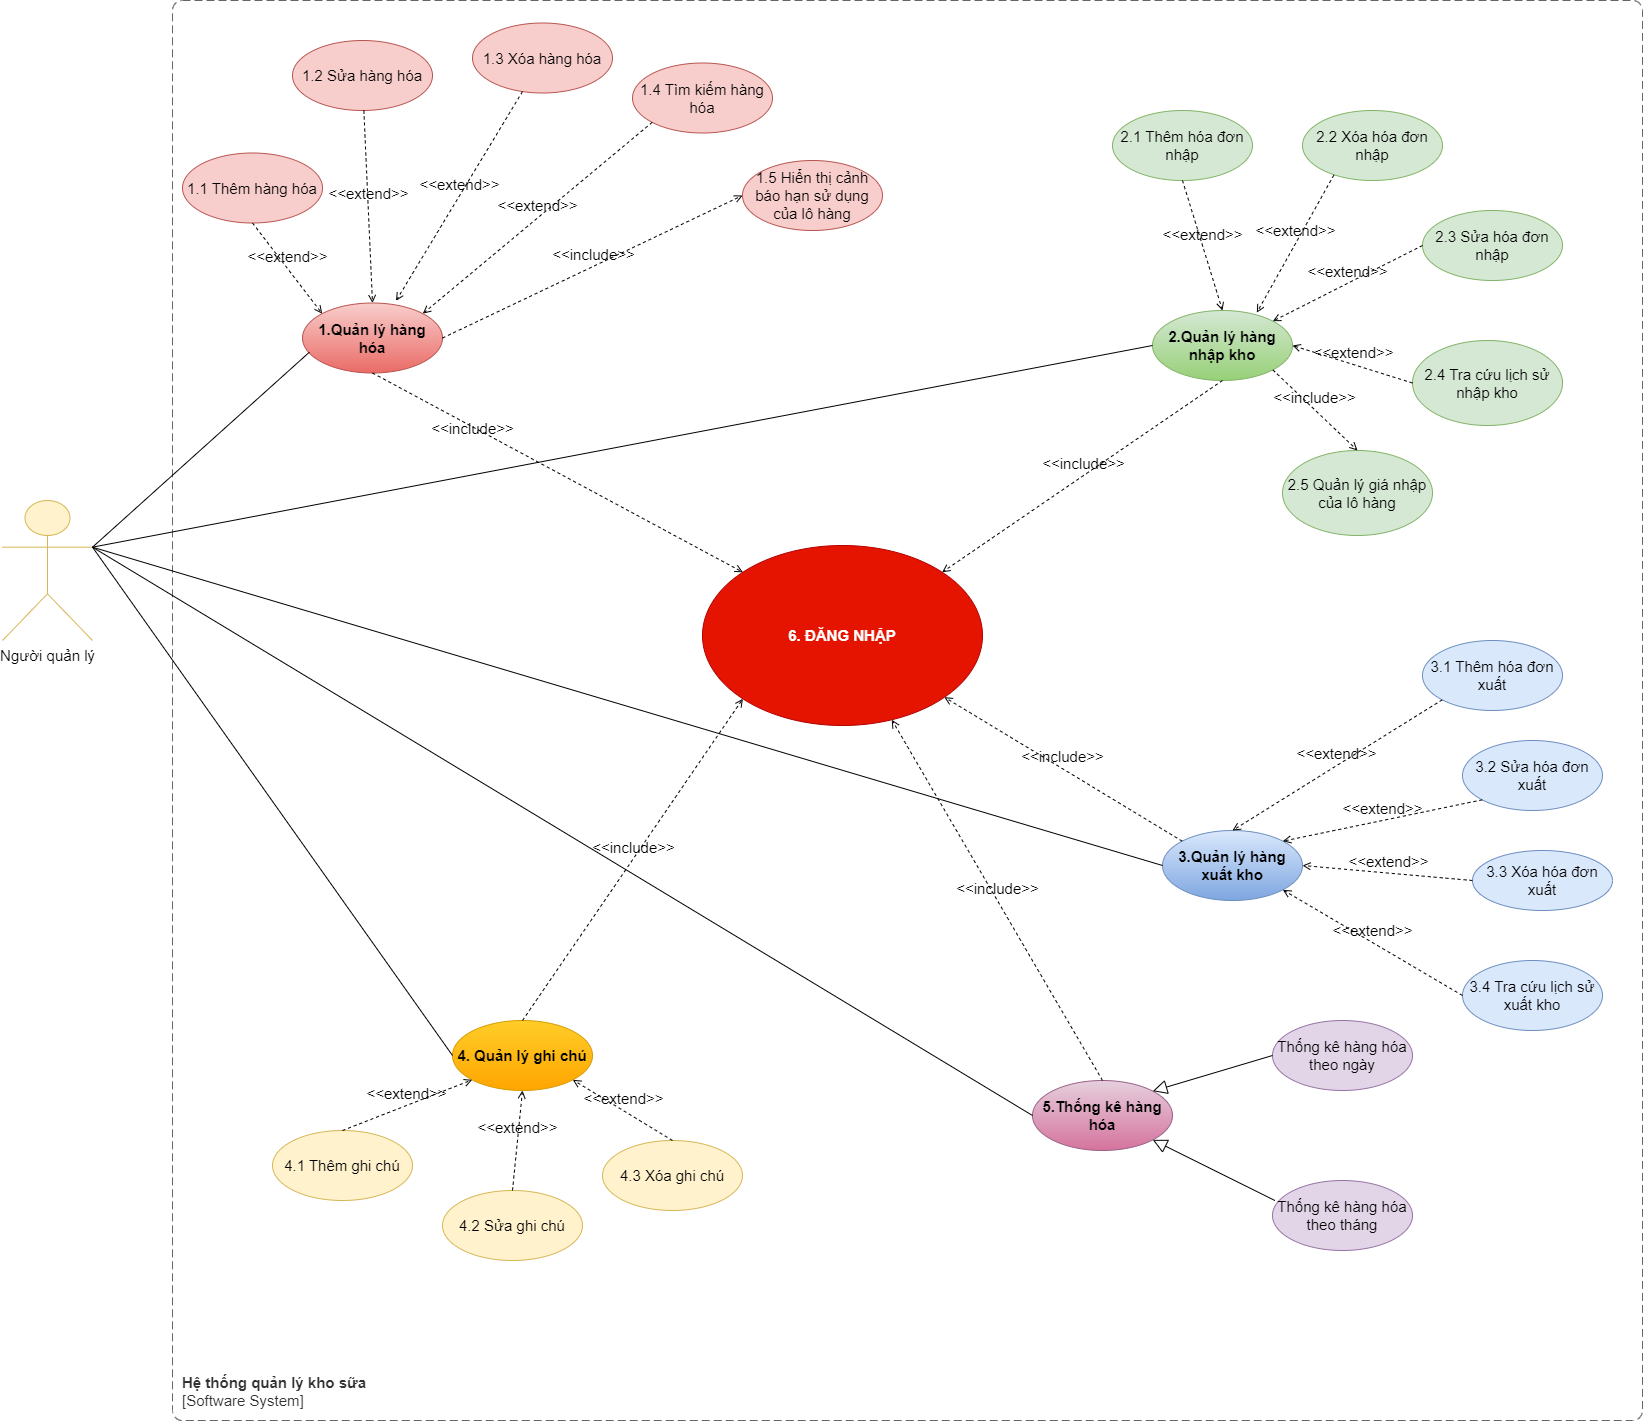 1.3 Xóa hàng hóa
1.2 Sửa hàng hóa
1.4 Tìm kiếm hàng
hóa
1.1 Thêm hàng hóa
1.5 Hiển thị cảnh
báo hạn sử dụng
của lô hàng
<<extend>>
<<extend>>
<<extend>>
<<extend>>
<<include>>
1.Quản lý hàng
hóa
<<include>>
2.1 Thêm hóa đơn
nhập
2.2 Xóa hóa đơn
nhập
2.3 Sửa hóa đơn
nhập
<<extend>>
<<extend>>
<<extend>>
2.Quản lý hàng
nhập kho
<<extend>>
2.4 Tra cứu lịch sử
nhập kho
<<include>>
<<include>>
2.5 Quản lý giá nhập
của lô hàng
Người quản lý
6. ĐĂNG NHẬP
3.1 Thêm hóa đơn
xuất
<<include>>
<<extend>>
3.2 Sửa hóa đơn
xuất
<<extend>>
3.Quản lý hàng
xuất kho
<<extend>>
3.3 Xóa hóa đơn
xuất
<<extend>>
3.4 Tra cứu lịch sử
xuất kho
<<include>>
<<include>>
4. Quản lý ghi chú
<<extend>>
<<extend>>
<<extend>>
4.1 Thêm ghi chú
4.2 Sửa ghi chú
4.3 Xóa ghi chú
Thống kê hàng hóa
theo ngày
5.Thống kê hàng
hóa
Thống kê hàng hóa
theo tháng
Hệ thống quản lý kho sữa
[Software System]